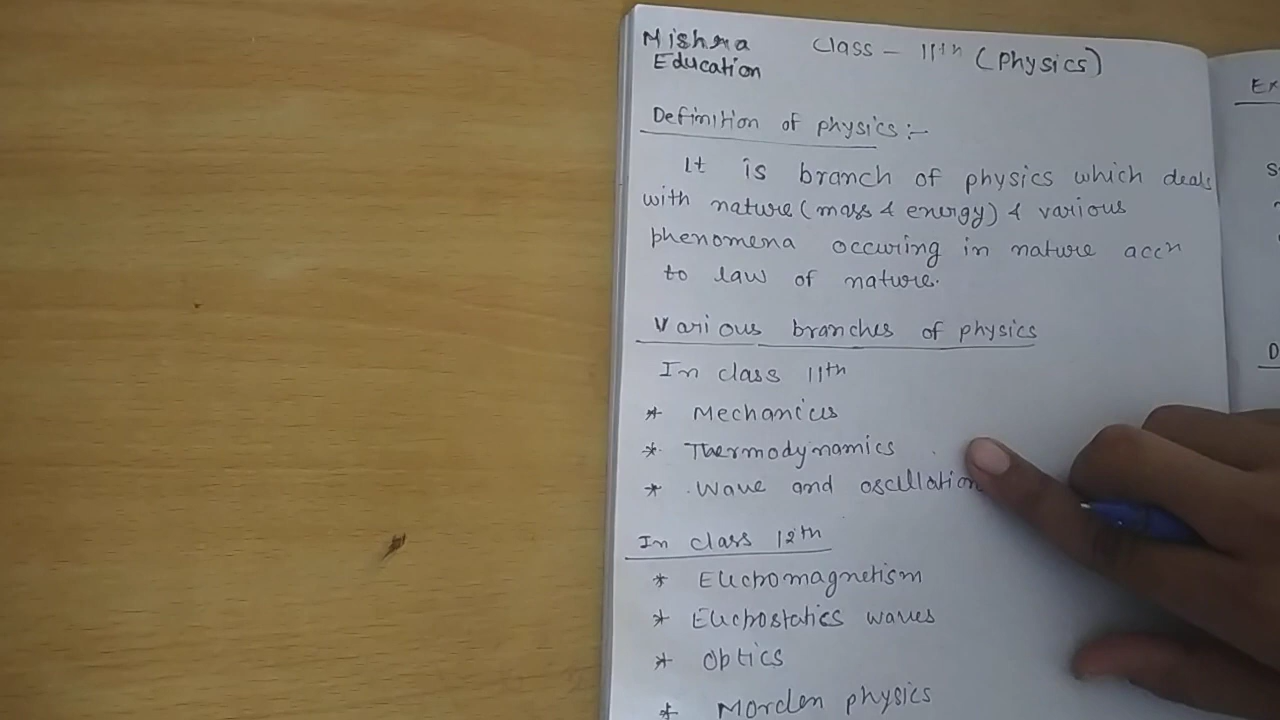 Mishra Class - 11th (Physics)
Education
Definition of physics :-
It is branch of physics which deals
with nature (mass & energy) & various
phenomena occuring in nature accn
to law of nature.
Various branches of physics
In class 11th
* Mechanics
* Thermodynamics
* Wave and oscillation
In class 12th
* Electromagnetism
* Electrostatics waves
* Optics
* Morden physics
Ex